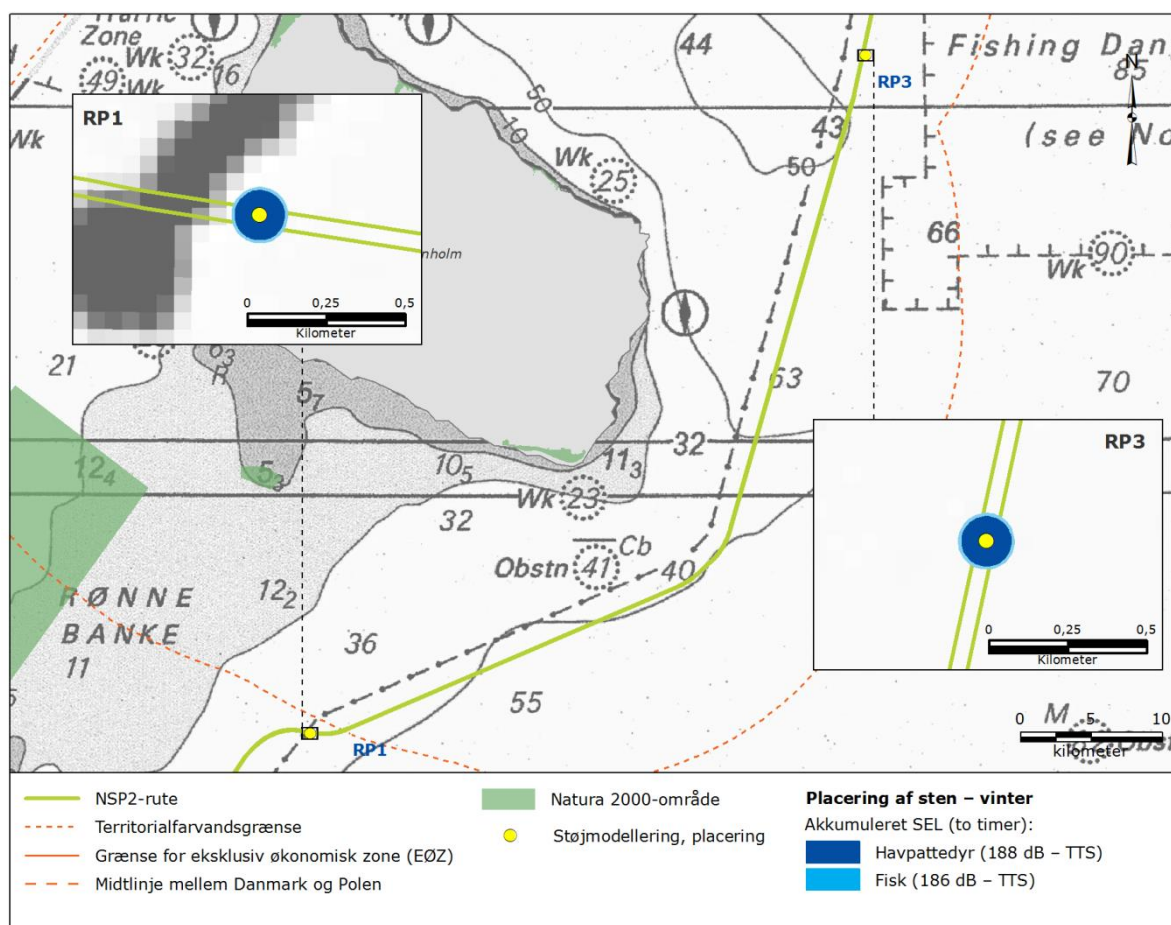 Traffic
Zone
Wk 32
49 Wk
16
44
Fishing Dan
85
N
RP3
RP1
50
10
43
(see No
Wk
Wk
25
50
66
nholm
Wk
90
0 0,25 0,5
Kilometer
21
R
5₇
63
70
12₄
5₃
10₅
11₃
32
RP3
Wk 23
32
Cb
Obstn 41
40
12₂
RØNNE
BANKE
11
36
0 0,25 0,5
Kilometer
55
M
0 5 10
kilometer
Obst
RP1
NSP2-rute
Territorialfarvandsgrænse
Grænse for eksklusiv økonomisk zone (EØZ)
Midtlinje mellem Danmark og Polen
Natura 2000-område
Støjmodellering, placering
Placering af sten – vinter
Akkumuleret SEL (to timer):
Havpattedyr (188 dB – TTS)
Fisk (186 dB – TTS)